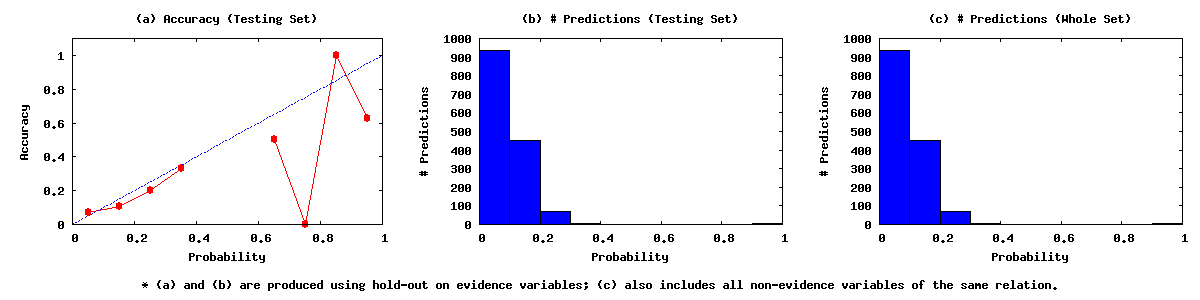 (a) Accuracy (Testing Set)
(b) # Predictions (Testing Set)
(c) # Predictions (Whole Set)
Accuracy
1
0.8
0.6
0.4
0.2
0
0 0.2 0.4 0.6 0.8 1
Probability
# Predictions
1000
900
800
700
600
500
400
300
200
100
0
0 0.2 0.4 0.6 0.8 1
Probability
# Predictions
1000
900
800
700
600
500
400
300
200
100
0
0 0.2 0.4 0.6 0.8 1
Probability
* (a) and (b) are produced using hold-out on evidence variables; (c) also includes all non-evidence variables of the same relation.